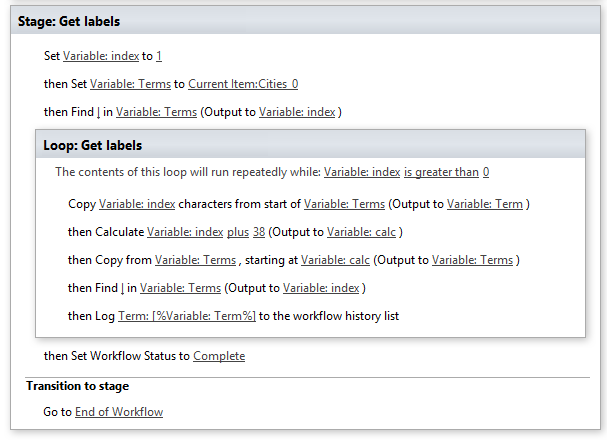 Stage: Get labels
Set Variable: index to 1
then Set Variable: Terms to Current Item:Cities_0
then Find | in Variable: Terms (Output to Variable: index )
Loop: Get labels
The contents of this loop will run repeatedly while: Variable: index is greater than 0
Copy Variable: index characters from start of Variable: Terms (Output to Variable: Term )
then Calculate Variable: index plus 38 (Output to Variable: calc )
then Copy from Variable: Terms , starting at Variable: calc (Output to Variable: Terms )
then Find | in Variable: Terms (Output to Variable: index )
then Log Term: [%Variable: Term%] to the workflow history list
then Set Workflow Status to Complete
Transition to stage
Go to End of Workflow